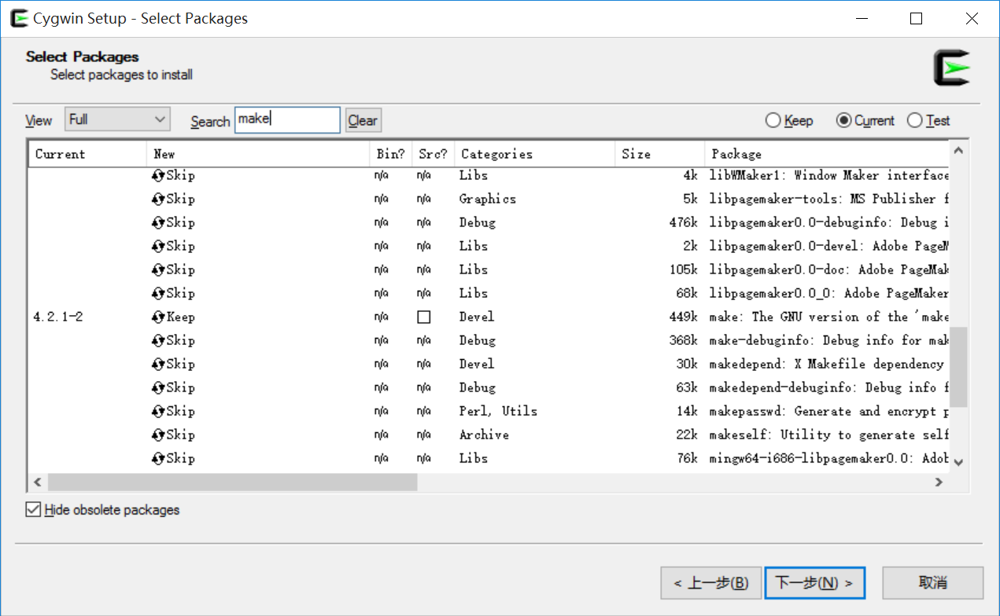 Cygwin Setup - Select Packages
Select Packages
Select packages to install
View Full Search make Clear Keep Current Test
Current New Bin? Src? Categories Size Package
Skip n/a n/a Libs 4k libWMaker1: Window Maker interface
Skip n/a n/a Graphics 5k libpagemaker-tools: MS Publisher f
Skip n/a n/a Debug 476k libpagemaker0.0-debuginfo: Debug i
Skip n/a n/a Libs 2k libpagemaker0.0-devel: Adobe PageM
Skip n/a n/a Libs 105k libpagemaker0.0-doc: Adobe PageMak
Skip n/a n/a Libs 68k libpagemaker0.0_0: Adobe PageMaker
4.2.1-2 Keep n/a Devel 449k make: The GNU version of the 'make
Skip n/a n/a Debug 368k make-debuginfo: Debug info for mak
Skip n/a n/a Devel 30k makedepend: X Makefile dependency
Skip n/a n/a Debug 63k makedepend-debuginfo: Debug info f
Skip n/a n/a Perl, Utils 14k makepasswd: Generate and encrypt p
Skip n/a n/a Archive 22k makeself: Utility to generate self
Skip n/a n/a Libs 76k mingw64-i686-libpagemaker0.0: Adob
Hide obsolete packages
< 上一步(B) 下一步(N) > 取消